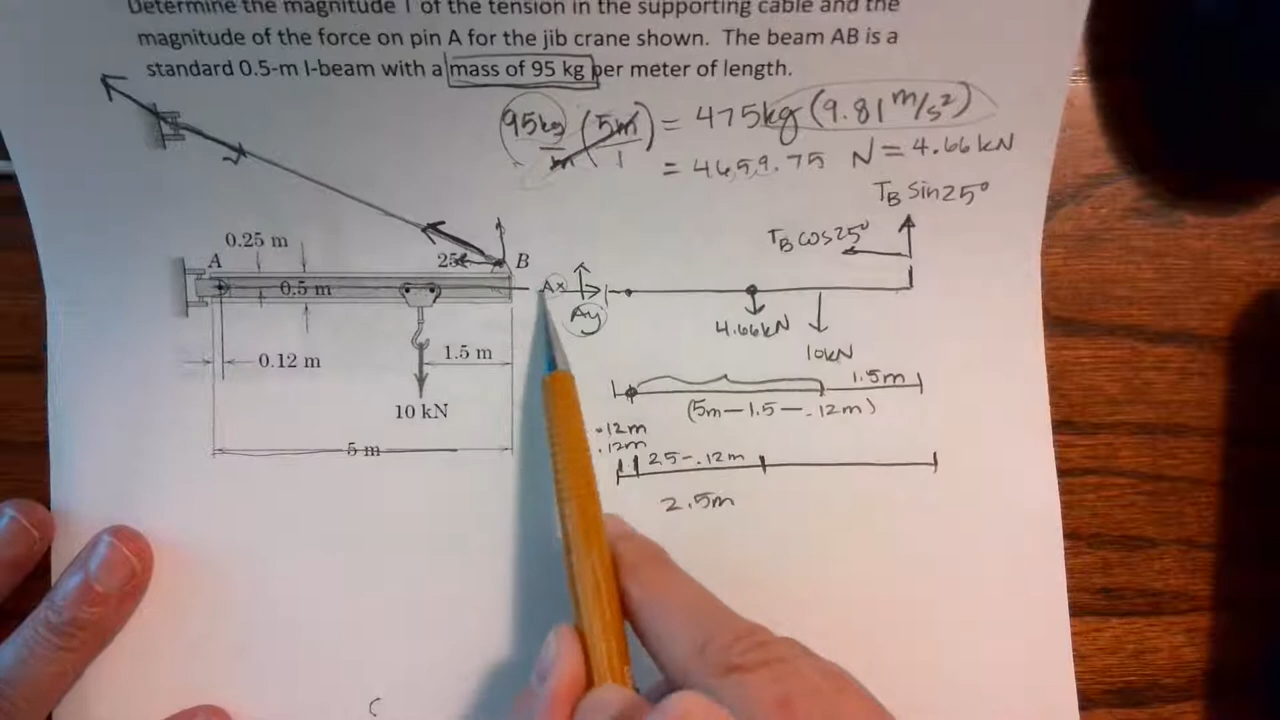 Determine the magnitude T of the tension in the supporting cable and the
magnitude of the force on pin A for the jib crane shown. The beam AB is a
standard 0.5-m I-beam with a mass of 95 kg per meter of length.
95kg/m (5m/1) = 475kg (9.81 m/s²)
= 4659.75 N = 4.66 kN
TB Sin25°
TB cos25°
0.25 m
A
25
B
0.5 m
Ax
Ay
4.66kN
10kN
0.12 m
1.5 m
10 kN
1.5m
(5m-1.5-.12m)
.12m
.12m
2.5-.12m
5 m
2.5m